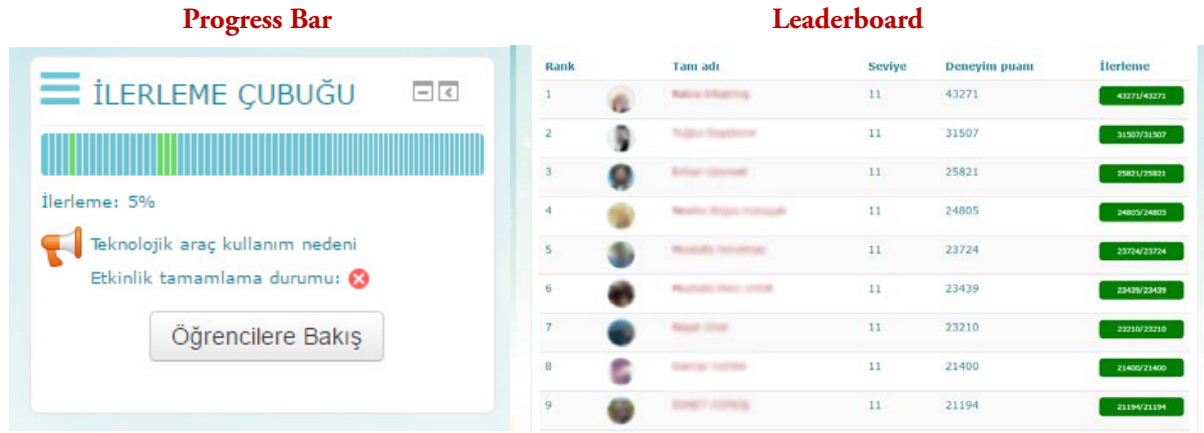 Progress Bar
İLERLEME ÇUBUĞU
İlerleme: 5%
Teknolojik araç kullanım nedeni
Etkinlik tamamlama durumu:
Öğrencilere Bakış
Leaderboard
Rank Tam adı Seviye Deneyim puanı İlerleme
1 11 43271 43271/43271
2 11 31507 31507/31507
3 11 25821 25821/25821
4 11 24805 24805/24805
5 11 23724 23724/23724
6 11 23439 23439/23439
7 11 23210 23210/23210
8 11 21400 21400/21400
9 11 21194 21194/21194